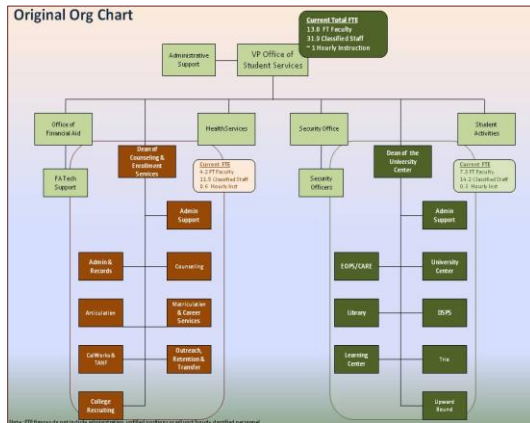 Original Org Chart
Current Total FTE
13.0 FT Faculty
31.9 Classified Staff
~ 1 Hourly Instruction
Administrative
Support
VP Office of
Student Services
Office of
Financial Aid
Dean of
Counseling &
Enrollment
Services
Health Services
Security Office
Dean of the
University
Center
Student
Activities
FA Tech
Support
Current FTE
4.2 FT Faculty
11.9 Classified Staff
0.6 Hourly Inst
Security
Officers
Current FTE
7.3 FT Faculty
14.2 Classified Staff
0.3 Hourly Inst
Admin
Support
Admin
Support
Admin &
Records
Counseling
EOPS/CARE
University
Center
Articulation
Matriculation
& Career
Services
Library
DSPS
CalWorks &
TANF
Outreach,
Retention &
Transfer
Learning
Center
Trio
College
Recruiting
Upward
Bound